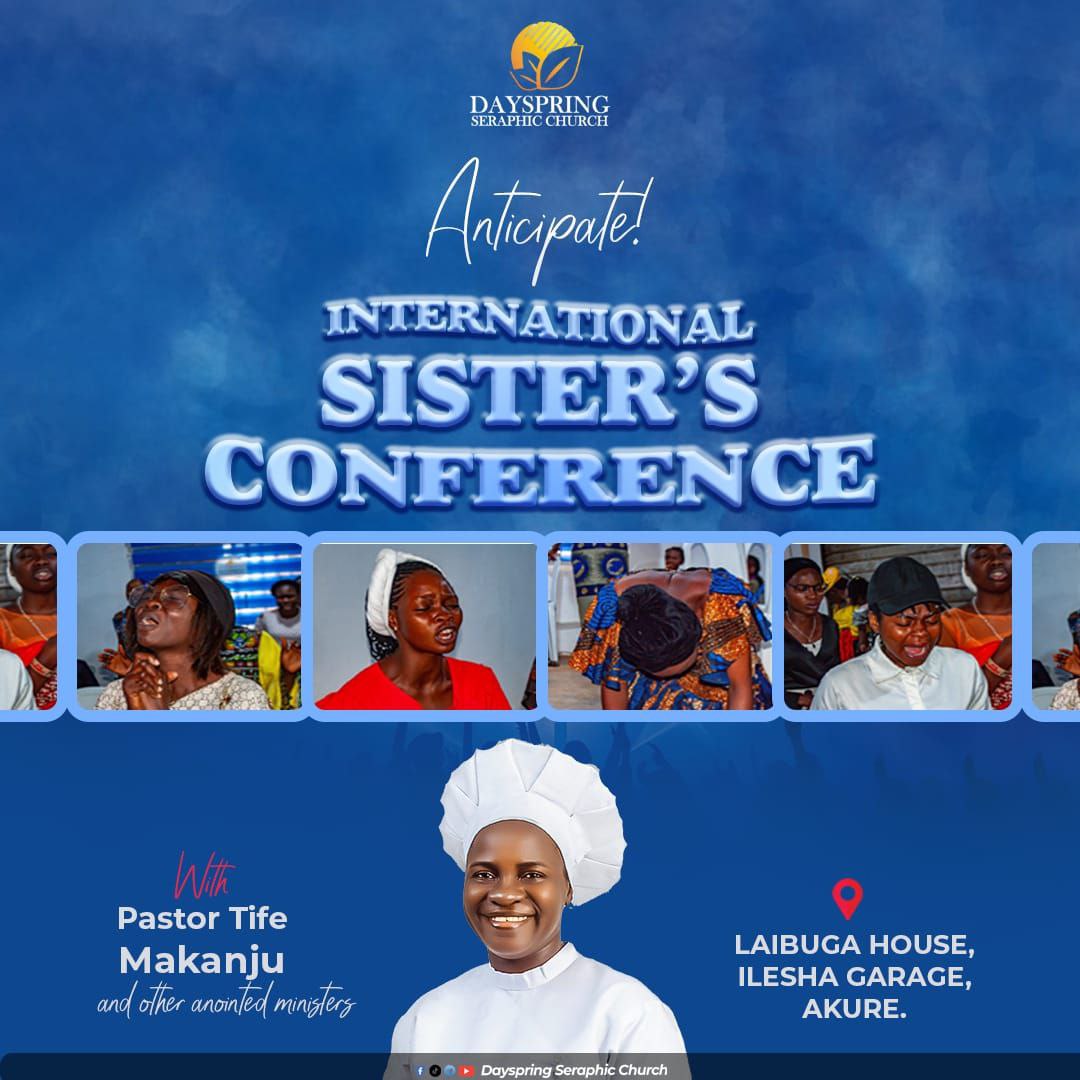 DAYSPRING
SERAPHIC CHURCH
Anticipate!
INTERNATIONAL
SISTER'S
CONFERENCE
With
Pastor Tife
Makanju
and other anointed ministers
LAIBUGA HOUSE,
ILESHA GARAGE,
AKURE.
Dayspring Seraphic Church